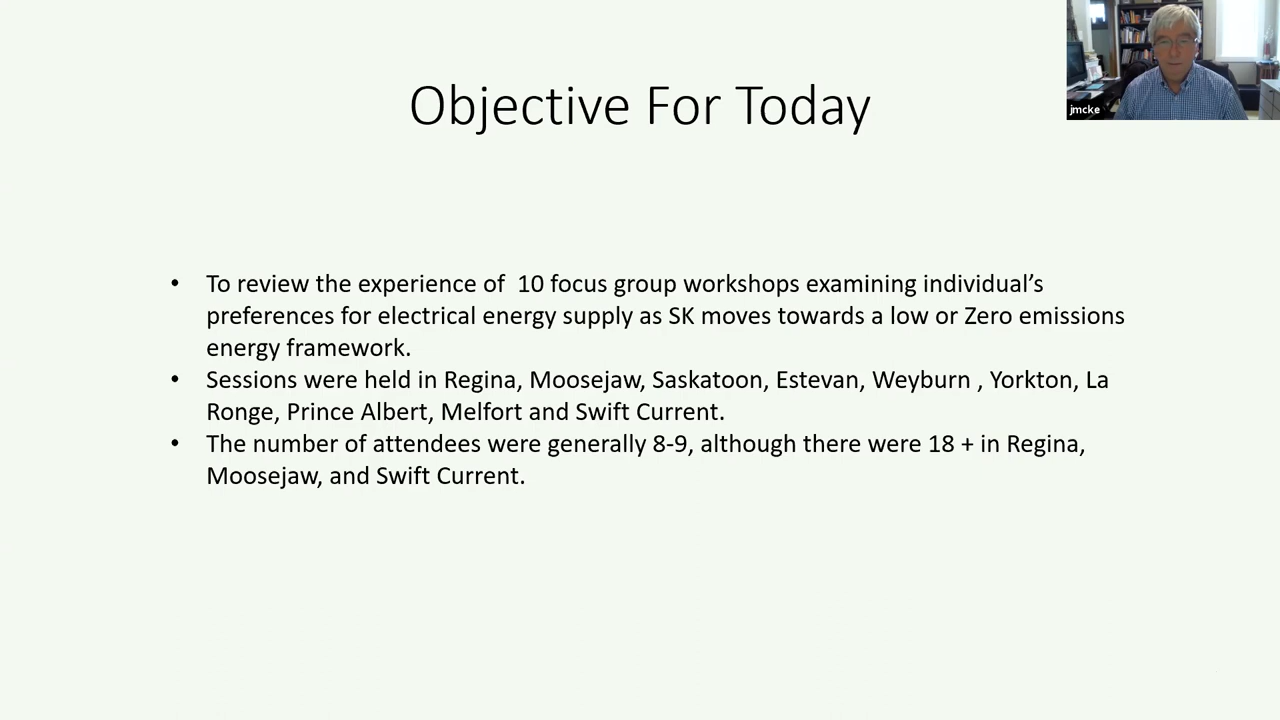 Objective For Today
jmcke
• To review the experience of  10 focus group workshops examining individual’s
preferences for electrical energy supply as SK moves towards a low or Zero emissions
energy framework.
• Sessions were held in Regina, Moosejaw, Saskatoon, Estevan, Weyburn , Yorkton, La
Ronge, Prince Albert, Melfort and Swift Current.
• The number of attendees were generally 8-9, although there were 18 + in Regina,
Moosejaw, and Swift Current.